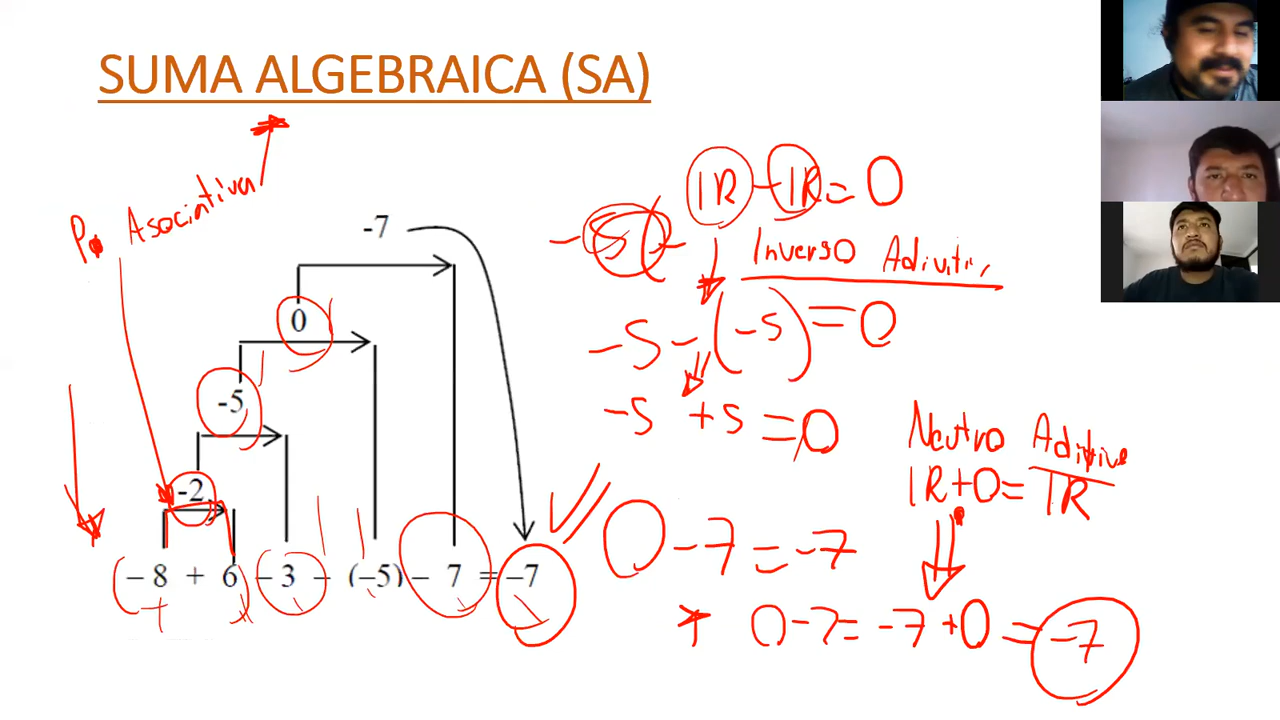 SUMA ALGEBRAICA (SA)
P. Asociativa
-7
0
-5
-2
– 8 + 6 – 3 – (–5) – 7 = –7
IR - IR = 0
Inverso
-5 - (-5) = 0
-5 +5 = 0
Neutro Aditivo
IR + 0 = IR
0 - 7 = -7
0 - 7 = -7 + 0 = -7